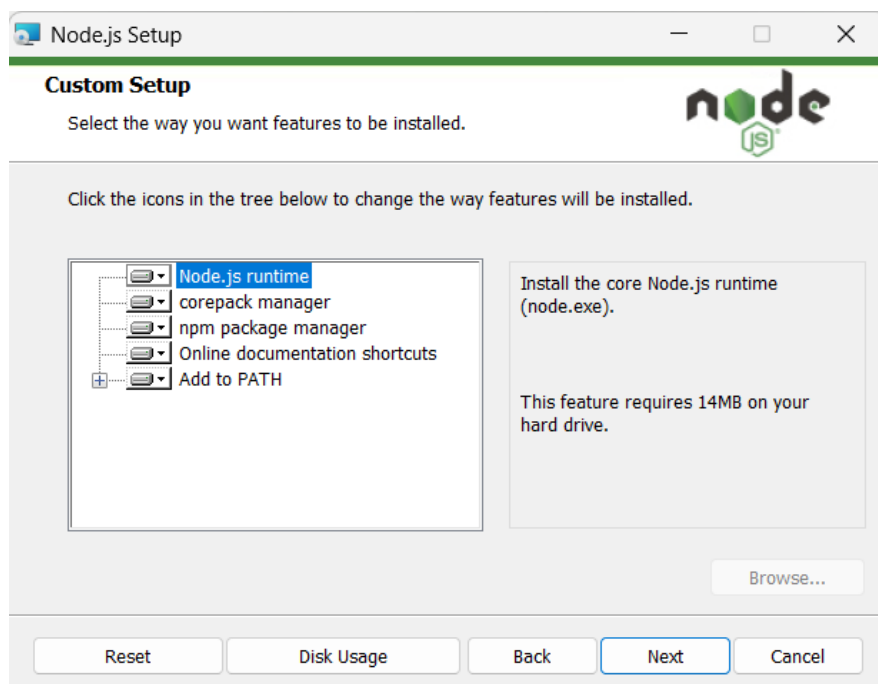 Node.js Setup
Custom Setup
Select the way you want features to be installed.
node
JS
Click the icons in the tree below to change the way features will be installed.
Node.js runtime
corepack manager
npm package manager
Online documentation shortcuts
Add to PATH
Install the core Node.js runtime
(node.exe).
This feature requires 14MB on your
hard drive.
Browse...
Reset
Disk Usage
Back
Next
Cancel